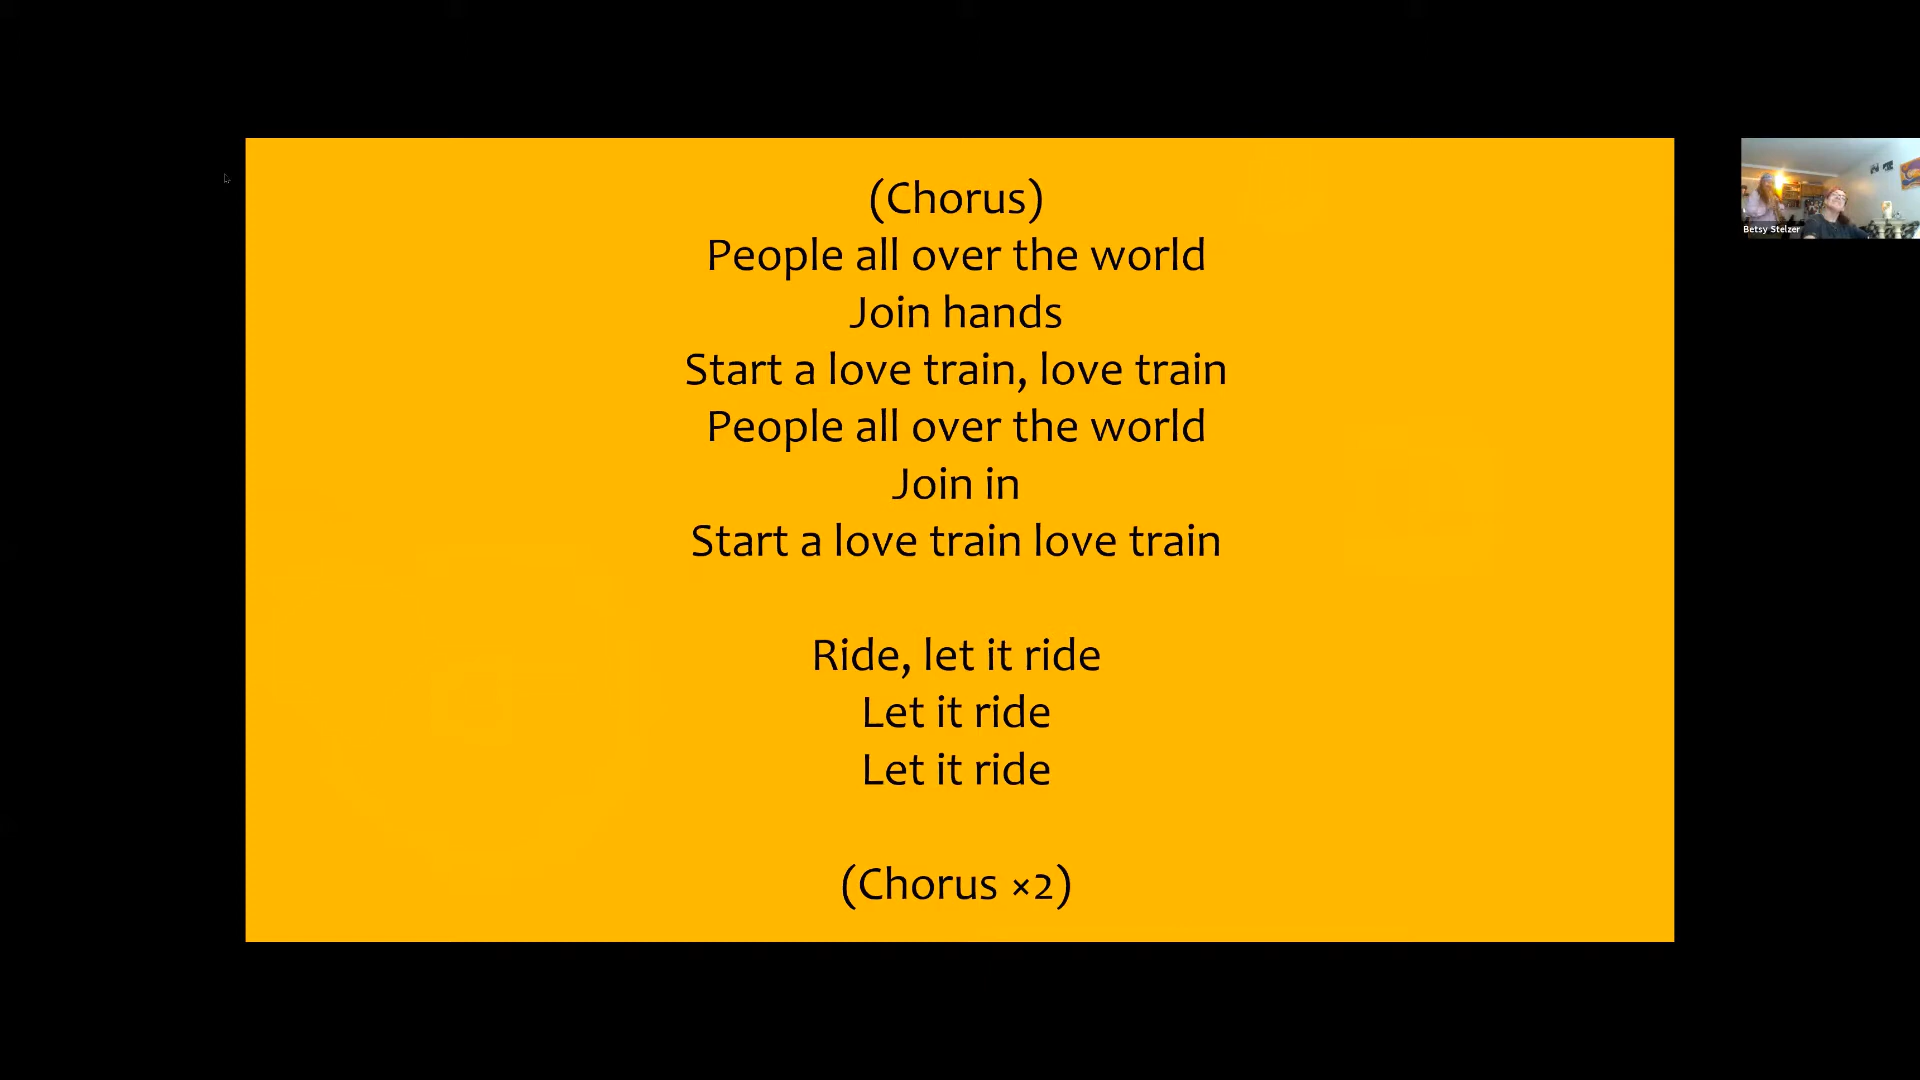 (Chorus)
People all over the world
Join hands
Start a love train, love train
People all over the world
Join in
Start a love train love train
Ride, let it ride
Let it ride
Let it ride
(Chorus ×2)
Betsy Stelzer